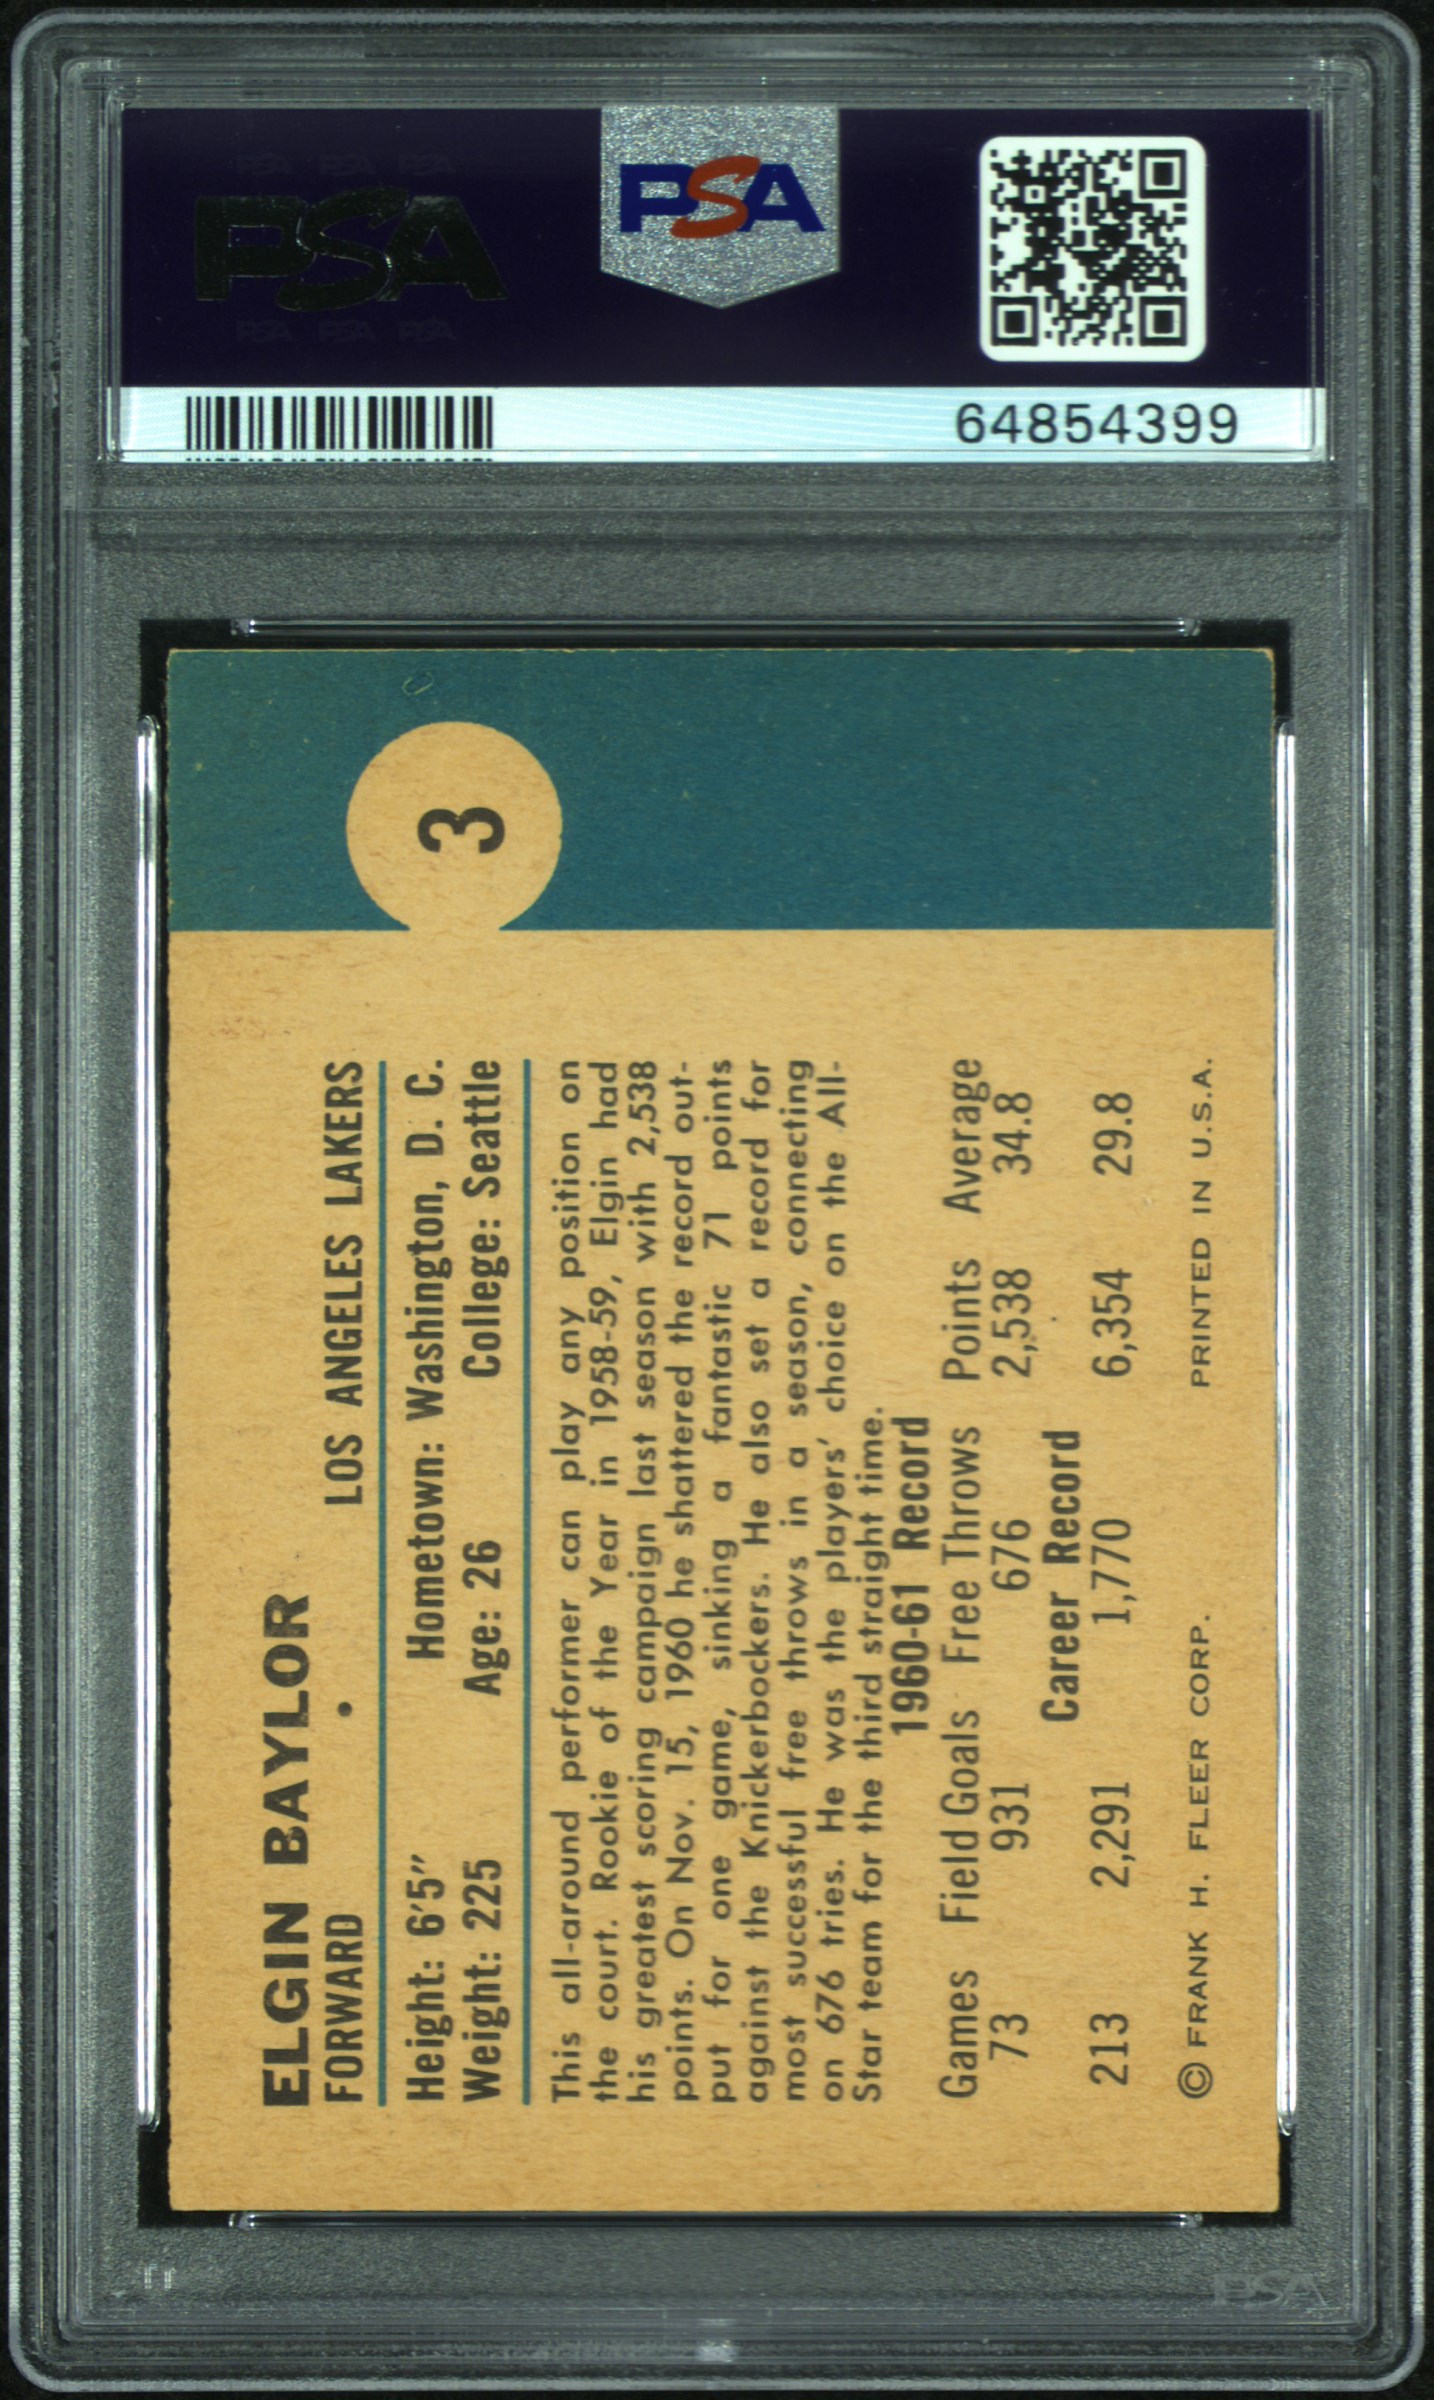 PSA PSA PSA
PSA
PSA PSA PSA
PSA
64854399
3
ELGIN BAYLOR
FORWARD • LOS ANGELES LAKERS
Height: 6'5" Hometown: Washington, D. C.
Weight: 225 Age: 26 College: Seattle
This all-around performer can play any position on
the court. Rookie of the Year in 1958-59, Elgin had
his greatest scoring campaign last season with 2,538
points. On Nov. 15, 1960 he shattered the record out-
put for one game, sinking a fantastic 71 points
against the Knickerbockers. He also set a record for
most successful free throws in a season, connecting
on 676 tries. He was the players' choice on the All-
Star team for the third straight time.
1960-61 Record
Games Field Goals Free Throws Points Average
73 931 676 2,538 34.8
Career Record
213 2,291 1,770 6,354 29.8
© FRANK H. FLEER CORP. PRINTED IN U.S.A.
PSA